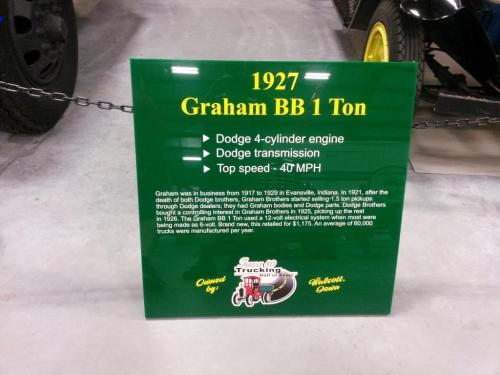 1927
Graham BB 1 Ton
Dodge 4-cylinder engine
Dodge transmission
Top speed - 40 MPH
Graham was in business from 1917 to 1929 in Evansville, Indiana. In 1921, after the
death of both Dodge brothers, Graham Brothers started selling 1.5 ton pickups
through Dodge dealers; they had Graham bodies and Dodge parts. Dodge Brothers
bought a controlling interest in Graham Brothers in 1925, picking up the rest
in 1926. The Graham BB 1 Ton used a 12-volt electrical system when most were
being made as 6-volt. Brand new, this retailed for $1,175. An average of 60,000
trucks were manufactured per year.
Iowa 80
Trucking
Hall of Fame
Owned
by:
Walcott,
Iowa